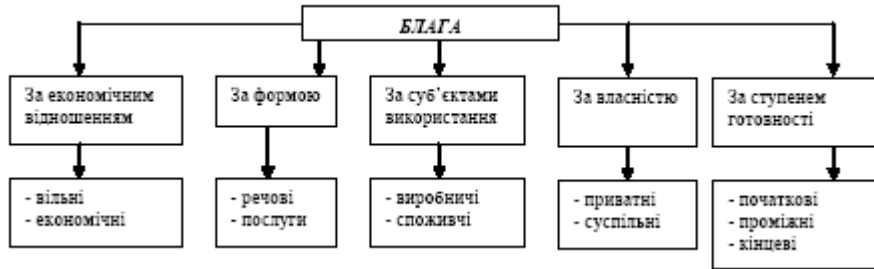 БЛАГА
За економічним
відношенням
За формою
За суб’єктами
використання
За власністю
За ступенем
готовності
- вільні
- економічні
- речові
- послуги
- виробничі
- споживчі
- приватні
- суспільні
- початкові
- проміжні
- кінцеві